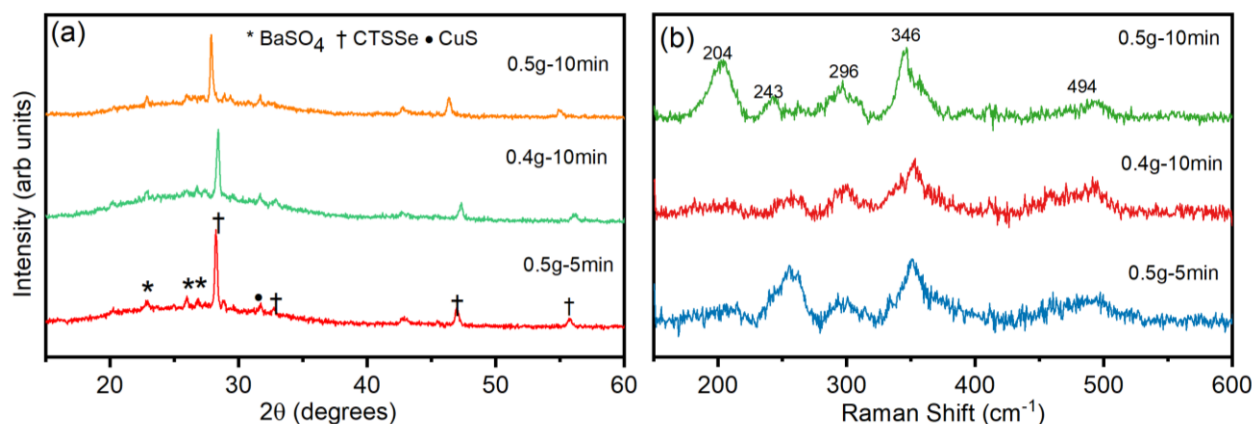 (a)
* BaSO4 † CTSSe • CuS
0.5g-10min
0.4g-10min
†
0.5g-5min
* ** • † † †
Intensity (arb units)
20 30 40 50 60
2θ (degrees)
(b)
0.5g-10min
204 243 296 346 494
0.4g-10min
0.5g-5min
200 300 400 500 600
Raman Shift (cm-1)